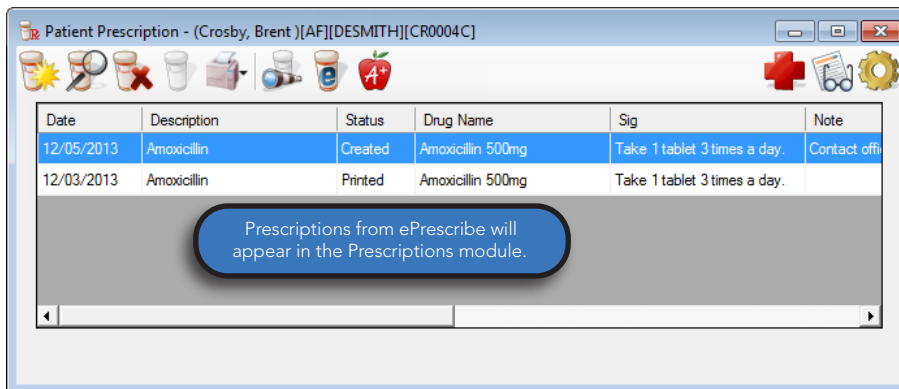 Patient Prescription - (Crosby, Brent )[AF][DESMITH][CR0004C]
Date Description Status Drug Name Sig Note
12/05/2013 Amoxicillin Created Amoxicillin 500mg Take 1 tablet 3 times a day. Contact offi
12/03/2013 Amoxicillin Printed Amoxicillin 500mg Take 1 tablet 3 times a day.
Prescriptions from ePrescribe will
appear in the Prescriptions module.